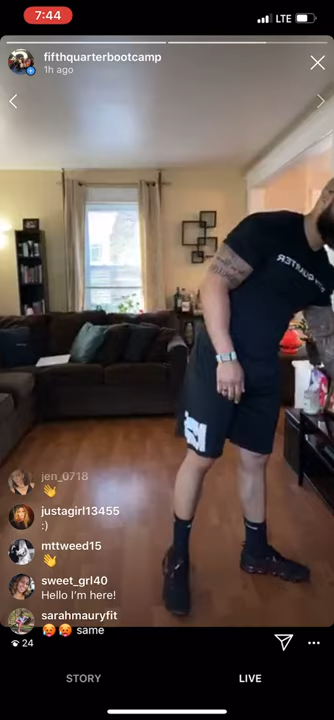 7:44
LTE
fifthquarterbootcamp
1h ago
jen_0718
👋
justagirl13455
:)
mttweed15
👋
sweet_grl40
Hello I'm here!
sarahmauryfit
🥵🥵 same
24
STORY
LIVE